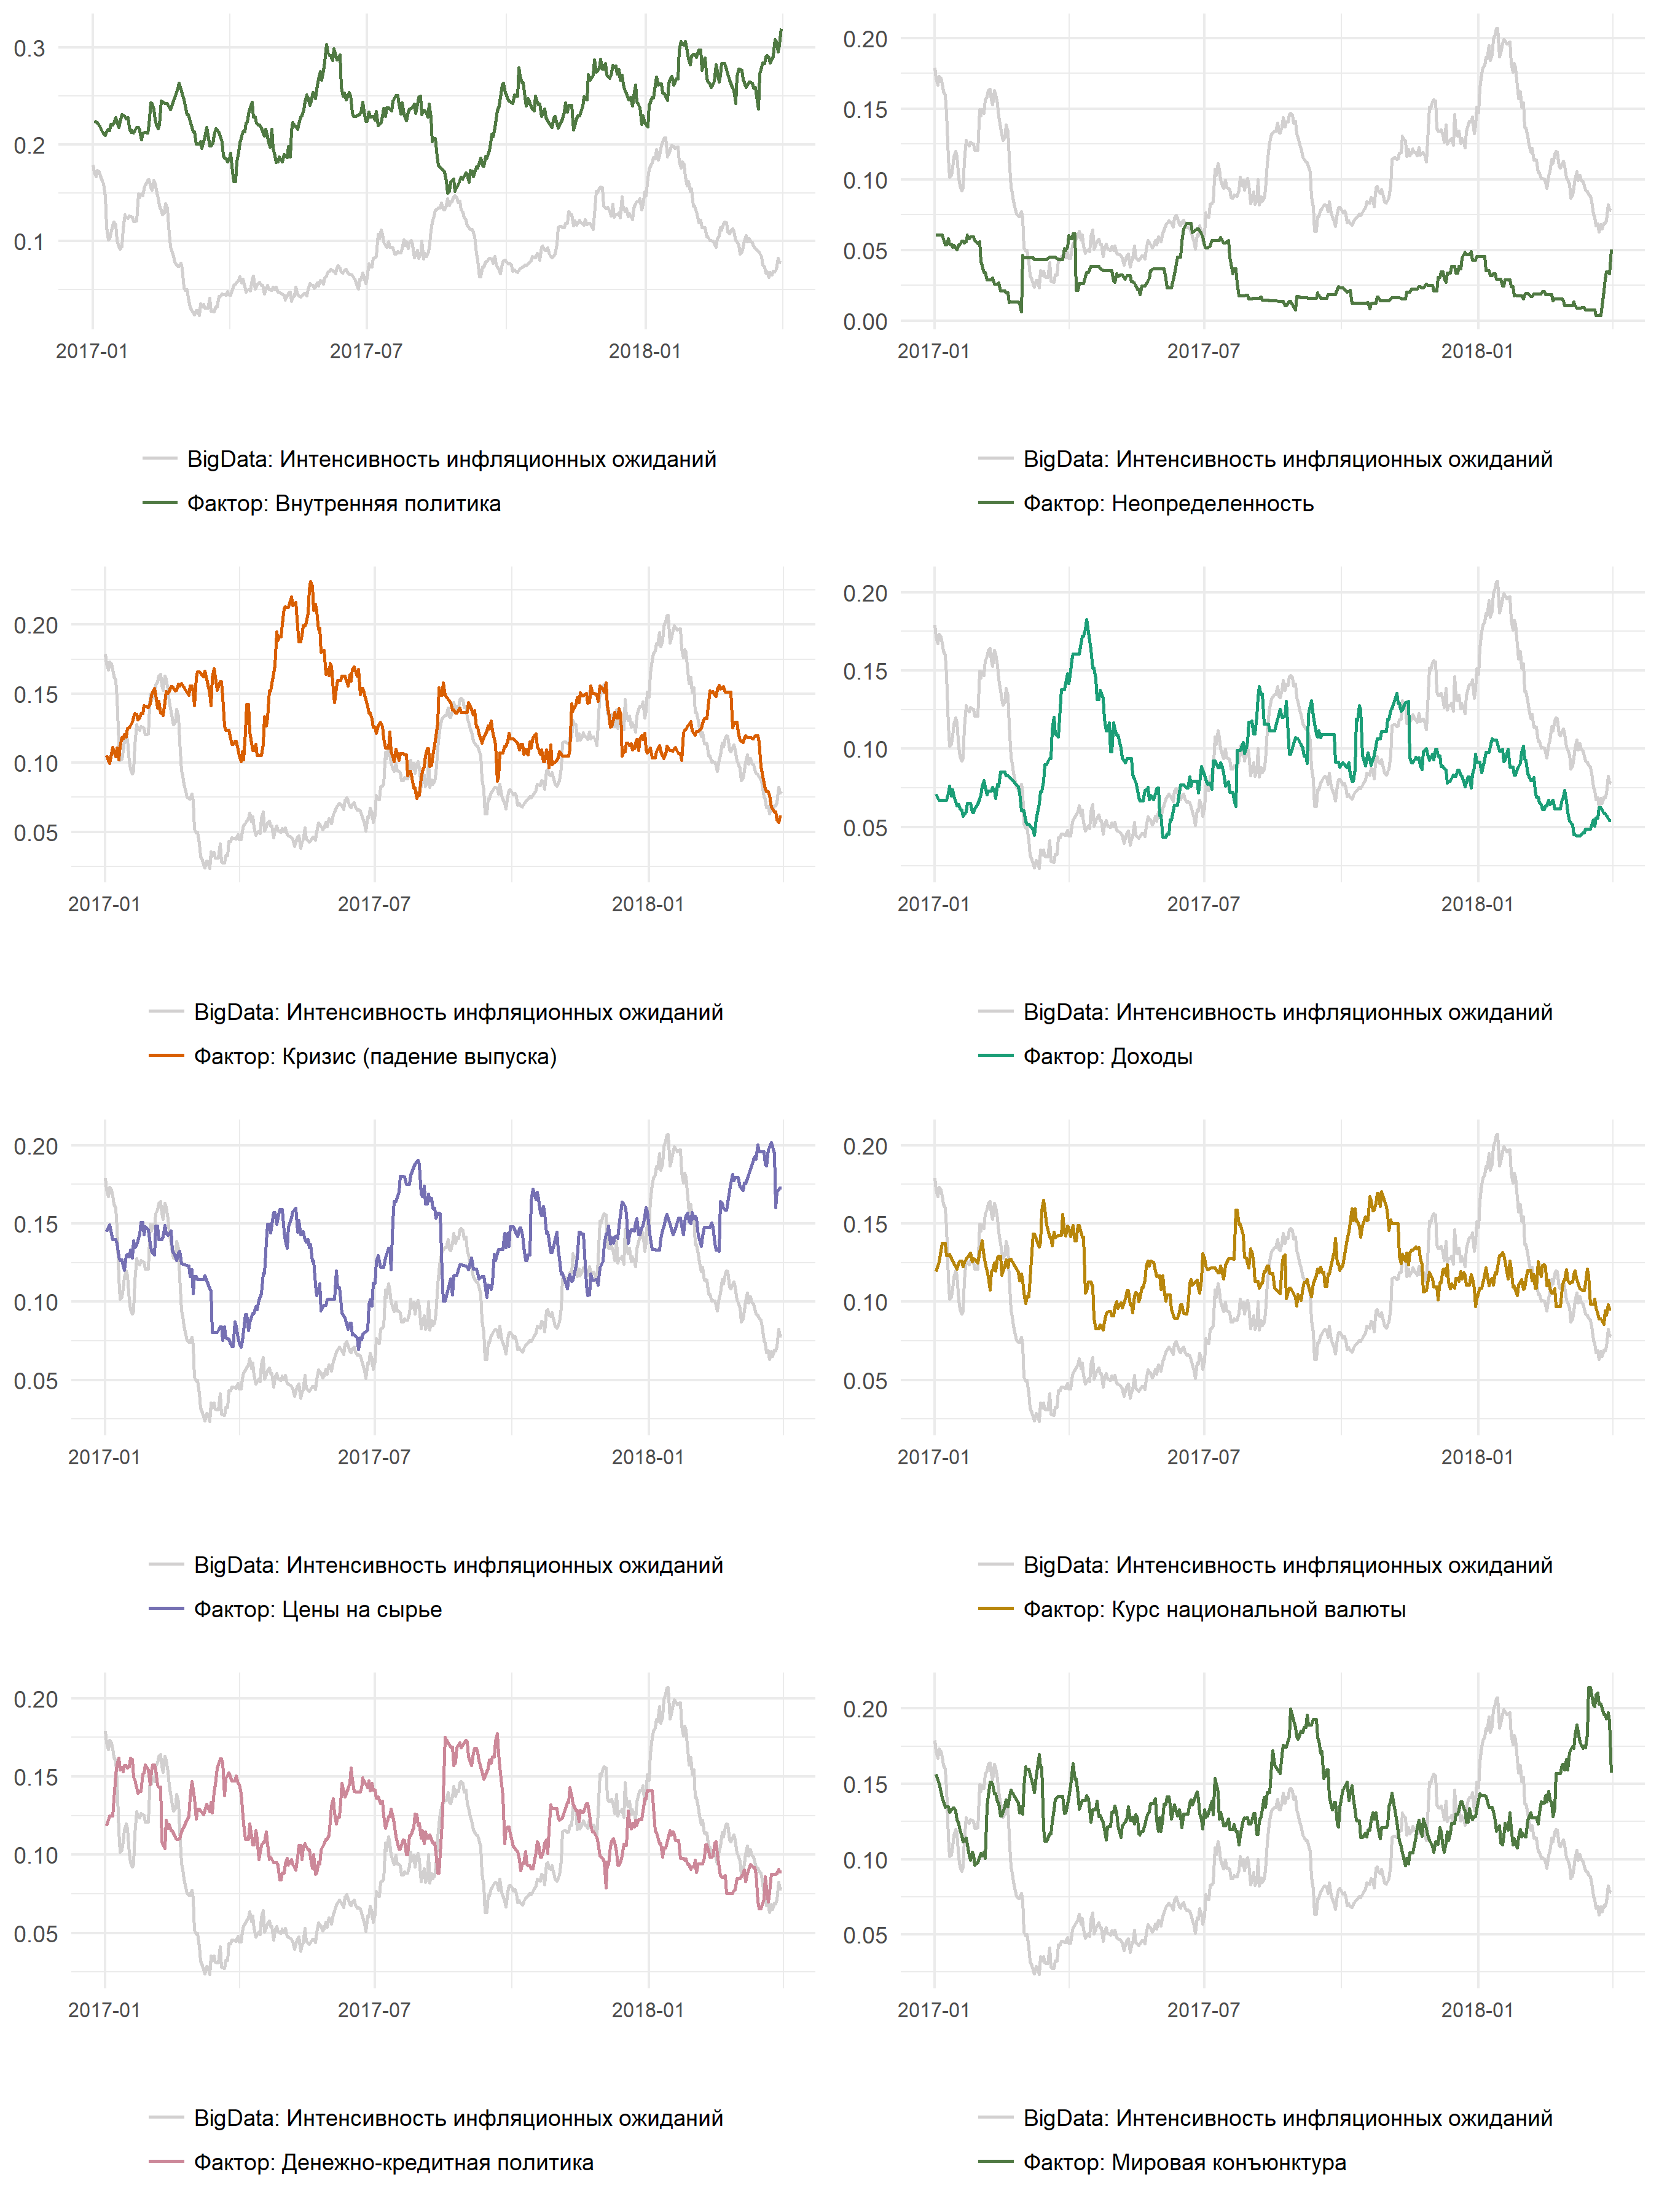 0.3
0.2
0.1
2017-01 2017-07 2018-01
BigData: Интенсивность инфляционных ожиданий
Фактор: Внутренняя политика
0.20
0.15
0.10
0.05
0.00
2017-01 2017-07 2018-01
BigData: Интенсивность инфляционных ожиданий
Фактор: Неопределенность
0.20
0.15
0.10
0.05
2017-01 2017-07 2018-01
BigData: Интенсивность инфляционных ожиданий
Фактор: Кризис (падение выпуска)
0.20
0.15
0.10
0.05
2017-01 2017-07 2018-01
BigData: Интенсивность инфляционных ожиданий
Фактор: Доходы
0.20
0.15
0.10
0.05
2017-01 2017-07 2018-01
BigData: Интенсивность инфляционных ожиданий
Фактор: Цены на сырье
0.20
0.15
0.10
0.05
2017-01 2017-07 2018-01
BigData: Интенсивность инфляционных ожиданий
Фактор: Курс национальной валюты
0.20
0.15
0.10
0.05
2017-01 2017-07 2018-01
BigData: Интенсивность инфляционных ожиданий
Фактор: Денежно-кредитная политика
0.20
0.15
0.10
0.05
2017-01 2017-07 2018-01
BigData: Интенсивность инфляционных ожиданий
Фактор: Мировая конъюнктура